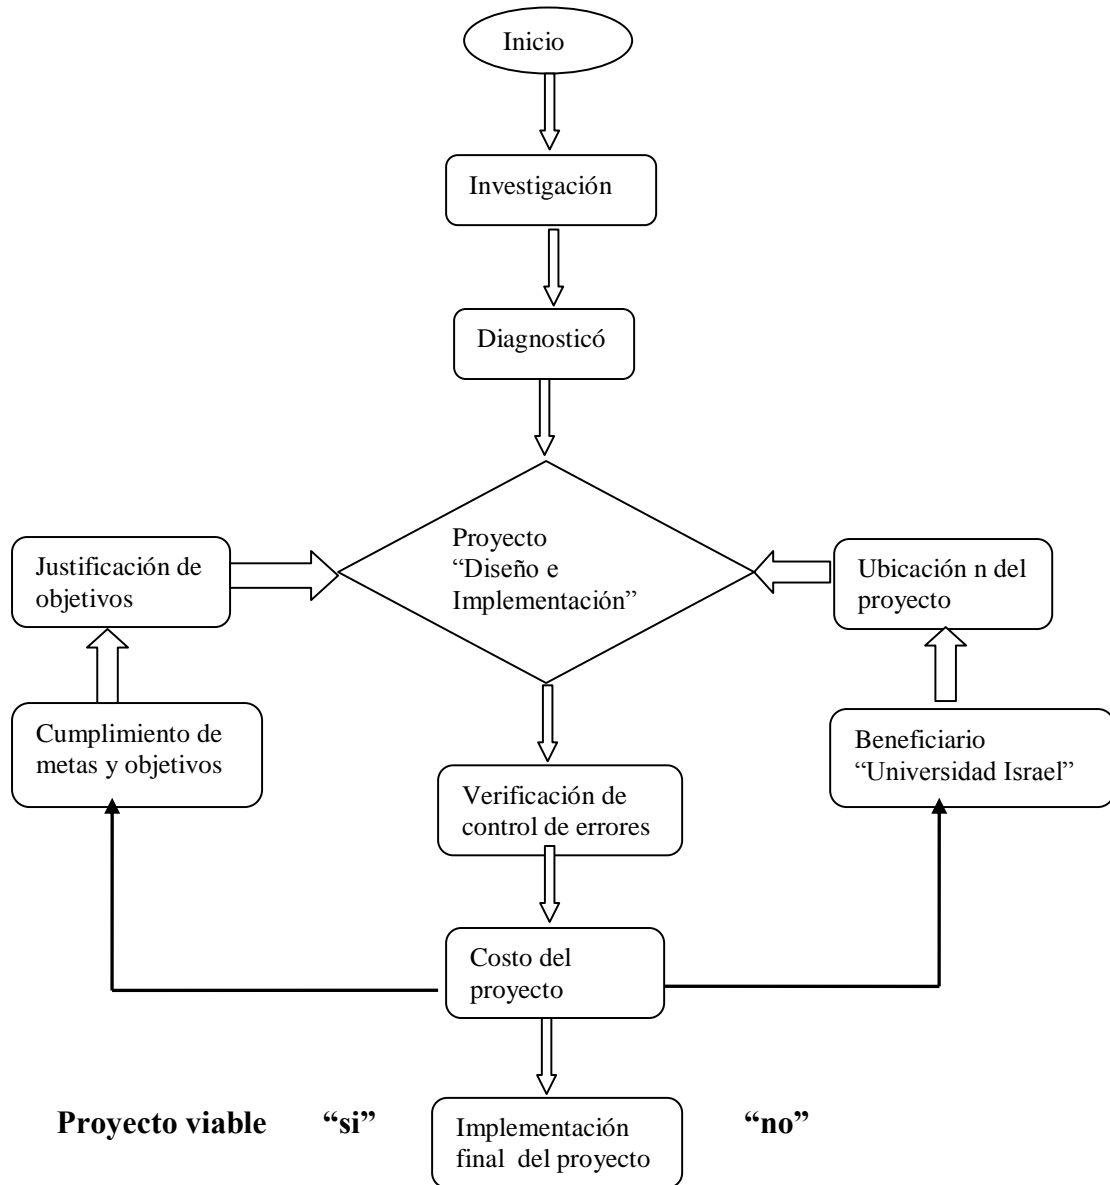 Inicio
Investigación
Diagnosticó
Proyecto
“Diseño e
Implementación”
Justificación de
objetivos
Ubicación n del
proyecto
Cumplimiento de
metas y objetivos
Beneficiario
“Universidad Israel”
Verificación de
control de errores
Costo del
proyecto
Proyecto viable “si”
Implementación
final del proyecto
“no”